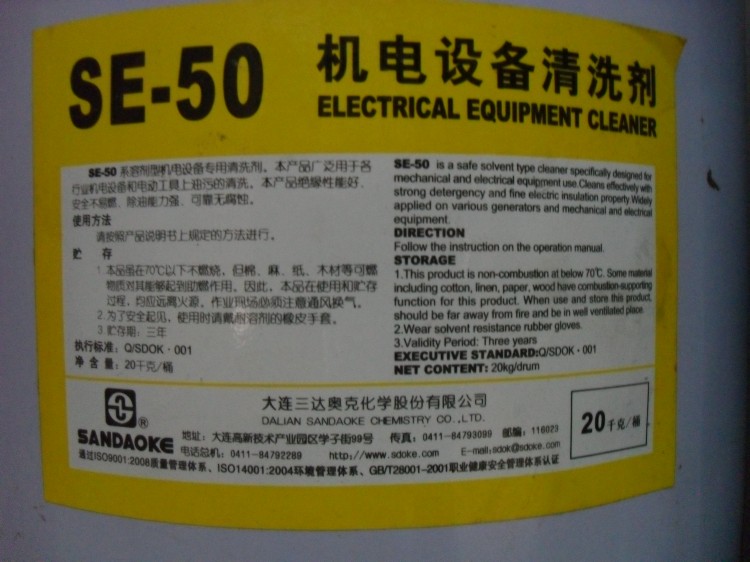 SE-50 机电设备清洗剂
ELECTRICAL EQUIPMENT CLEANER
SE-50 系溶剂型机电设备专用清洗剂。本产品广泛用于各
行业机电设备和电动工具上油污的清洗。本产品绝缘性能好、
安全不易燃、除油能力强、可靠无腐蚀。
使用方法
请按照产品说明书上规定的方法进行。
贮 存
1.本品虽在70℃以下不燃烧，但棉、麻、纸、木材等可燃
物质对其能够起到助燃作用。因此，本品在使用和贮存
过程，均应远离火源。作业现场必须注意通风换气。
2.为了安全起见，使用时请戴耐溶剂的橡皮手套。
3.贮存期：三年
执行标准：Q/SDOK·001
净 含 量：20千克/桶
SE-50 is a safe solvent type cleaner specifically designed for
mechanical and electrical equipment use.Cleans effectively with
strong detergency and fine electric insulation property.Widely
applied on various generators and mechanical and electrical
equipment.
DIRECTION
Follow the instruction on the operation manual.
STORAGE
1.This product is non-combustion at below 70℃. Some material
including cotton, linen, paper, wood have combustion-supporting
function for this product. When use and store this product,
should be far away from fire and be in well ventilated place.
2.Wear solvent resistance rubber gloves.
3.Validity Period: Three years
EXECUTIVE STANDARD:Q/SDOK·001
NET CONTENT: 20kg/drum
大连三达奥克化学股份有限公司
DALIAN SANDAOKE CHEMISTRY CO.,LTD.
®
SANDAOKE
地址：大连高新技术产业园区学子街99号 传真：0411-84793099 邮编：116023
电话总机：0411-84792289 http://www.sdoke.com E-mail:sdok@sdoke.com
通过ISO9001:2008质量管理体系、ISO14001:2004环境管理体系、GB/T28001-2001职业健康安全管理体系认证
20千克/桶